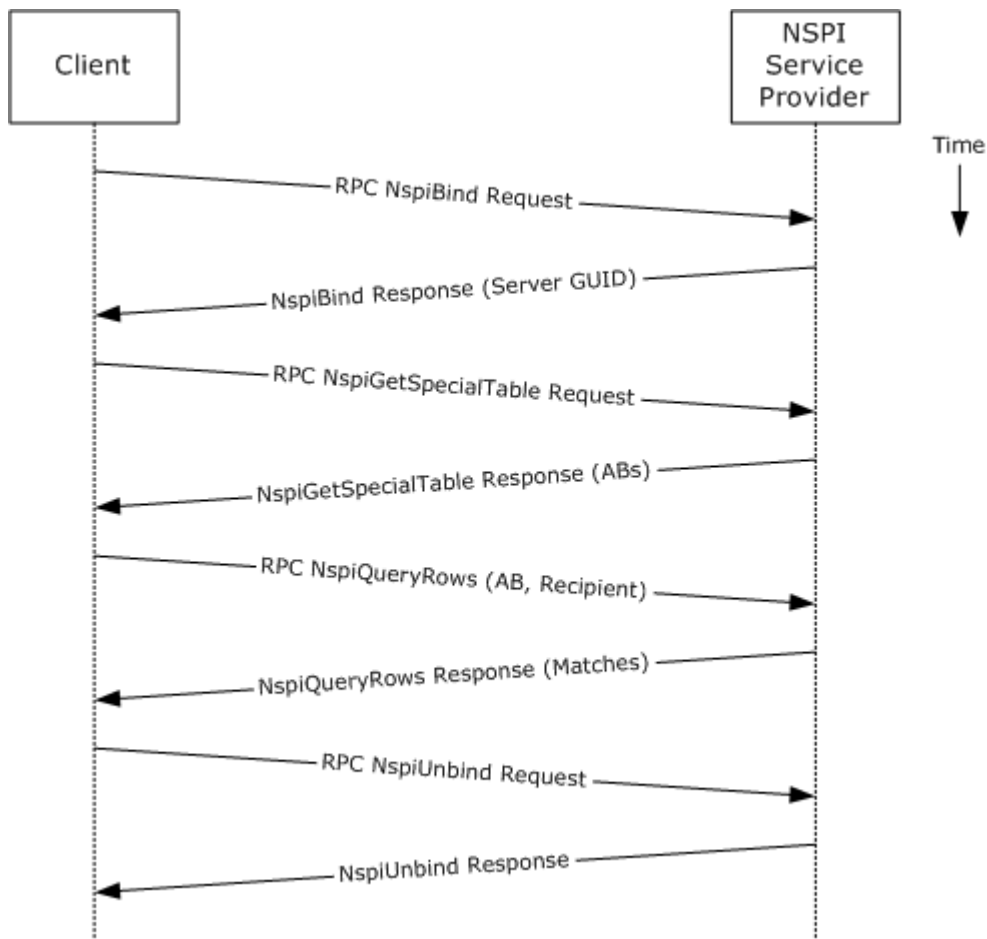 Client
NSPI
Service
Provider
Time
RPC NspiBind Request
NspiBind Response (Server GUID)
RPC NspiGetSpecialTable Request
NspiGetSpecialTable Response (ABs)
RPC NspiQueryRows (AB, Recipient)
NspiQueryRows Response (Matches)
RPC NspiUnbind Request
NspiUnbind Response